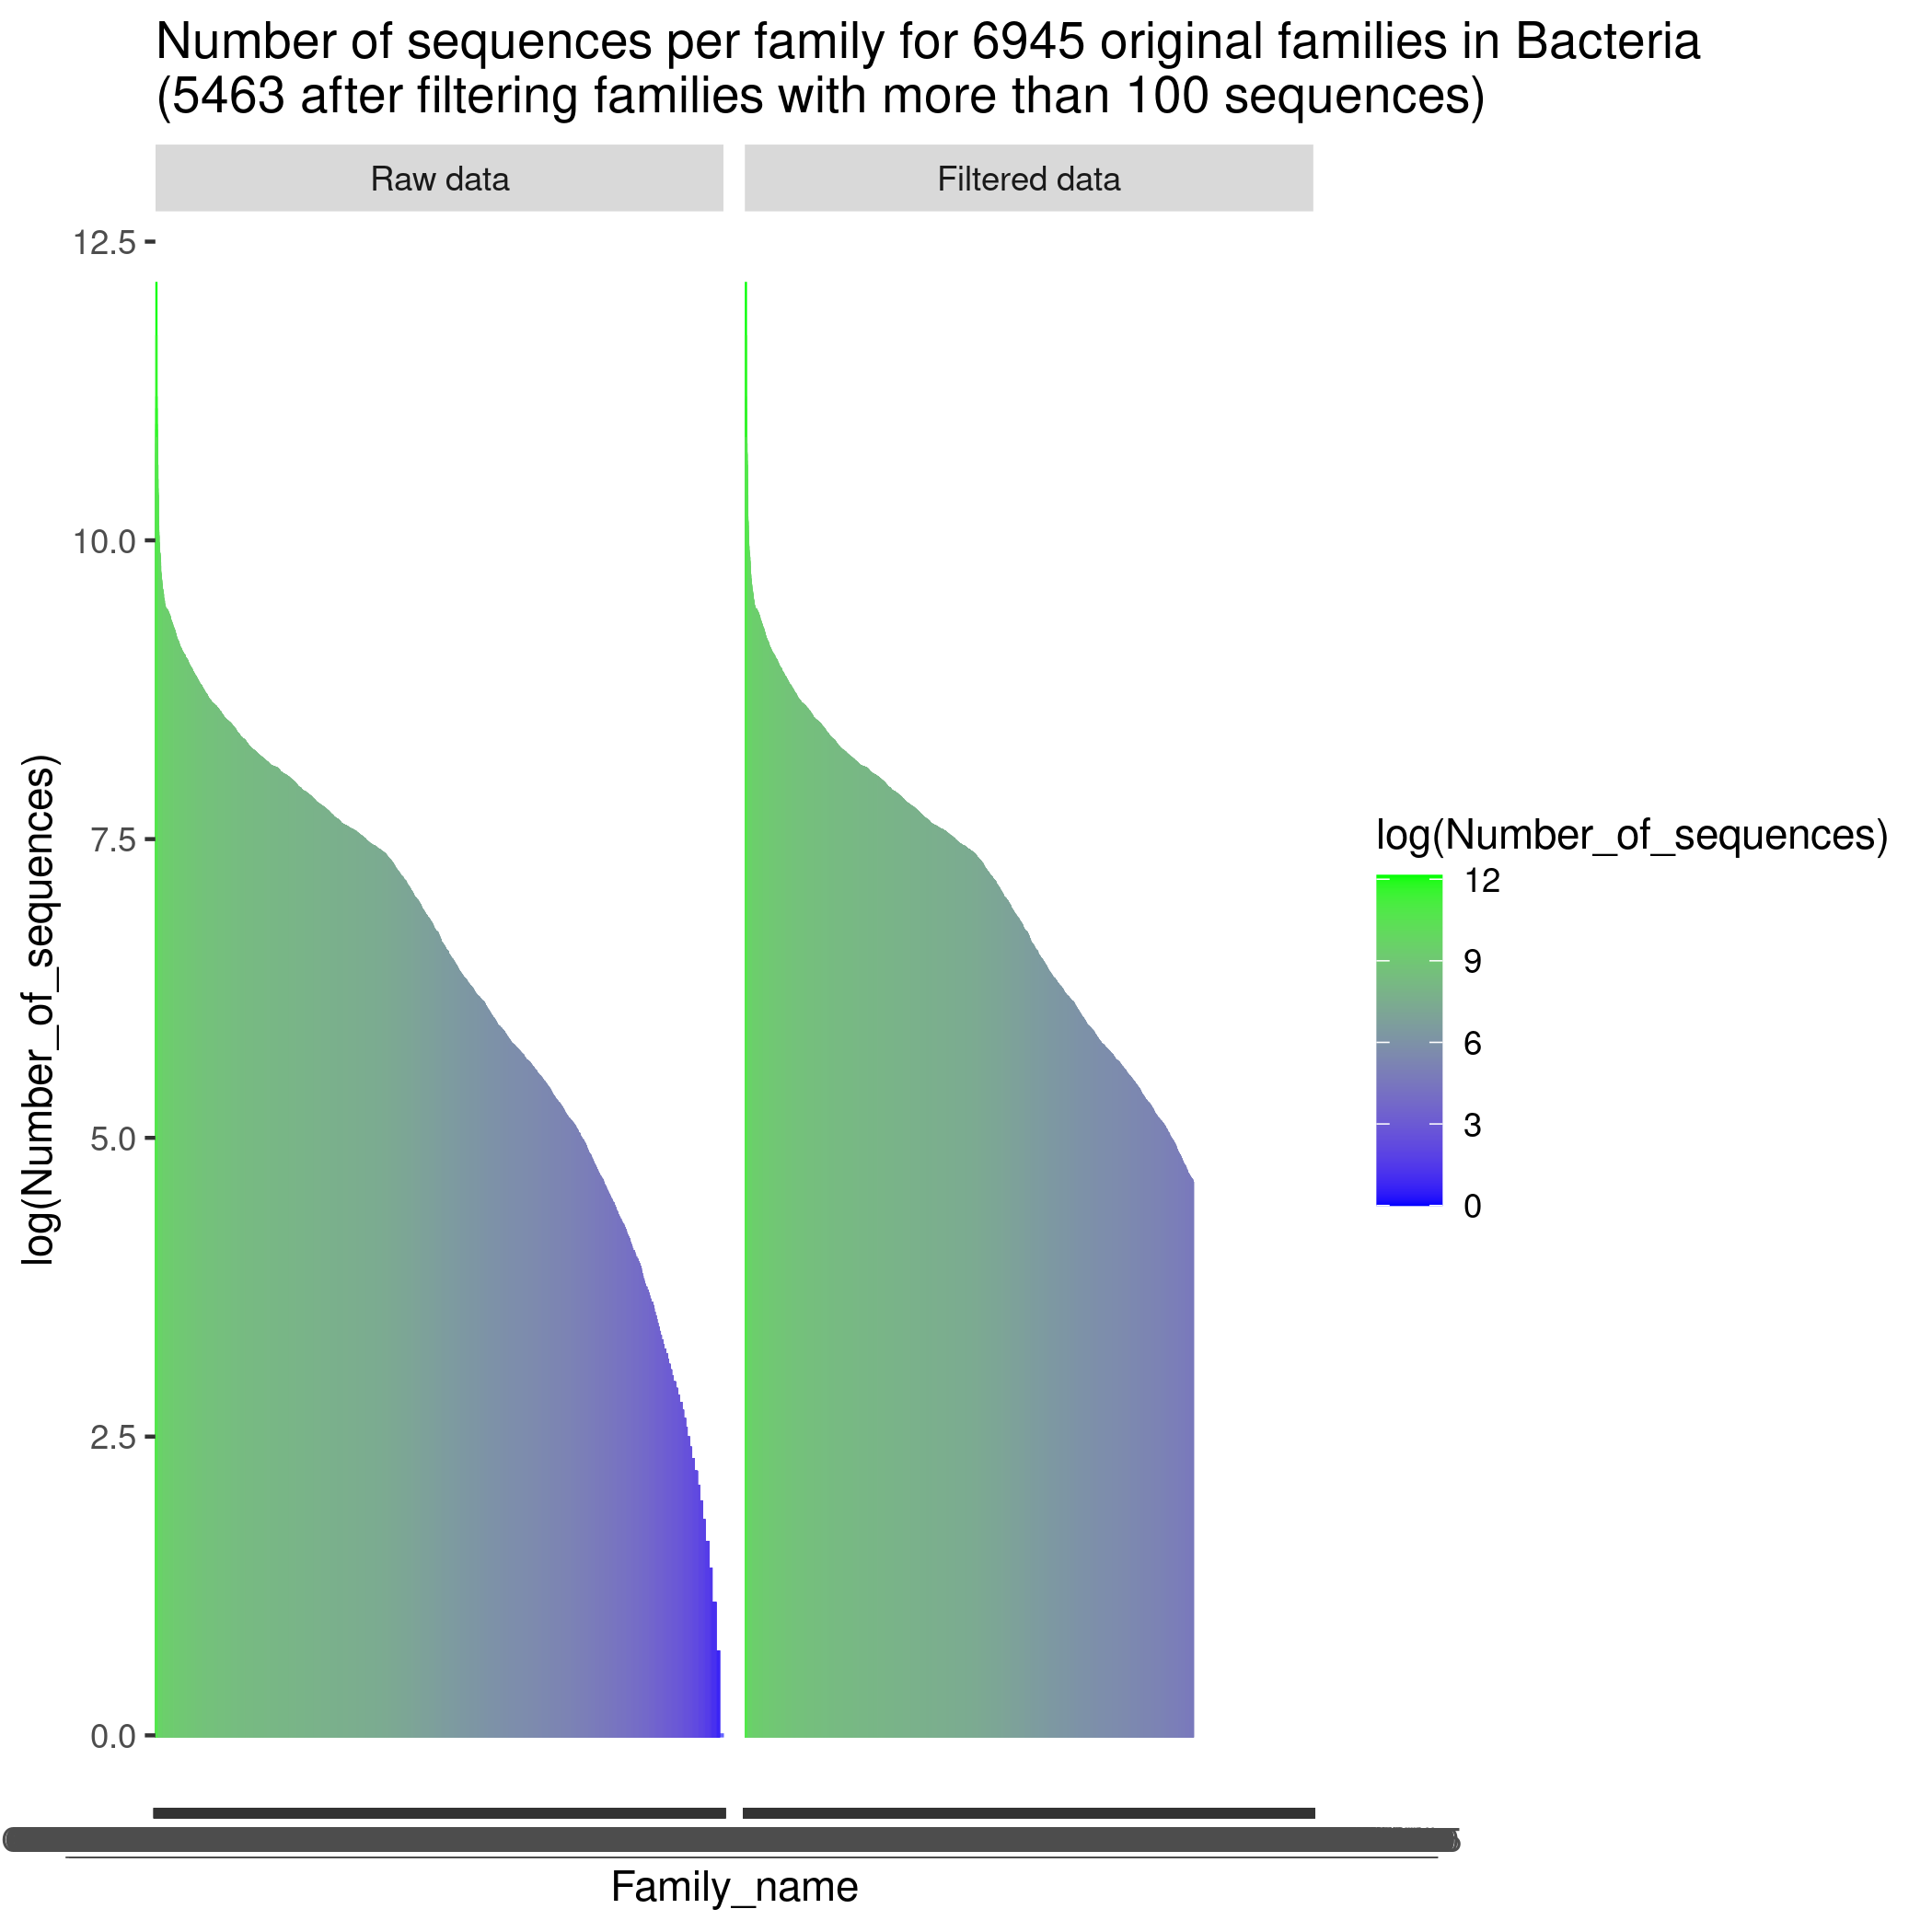 Number of sequences per family for 6945 original families in Bacteria
(5463 after filtering families with more than 100 sequences)
Raw data
Filtered data
12.5
10.0
7.5
5.0
2.5
0.0
log(Number_of_sequences)
log(Number_of_sequences)
12
9
6
3
0
Family_name